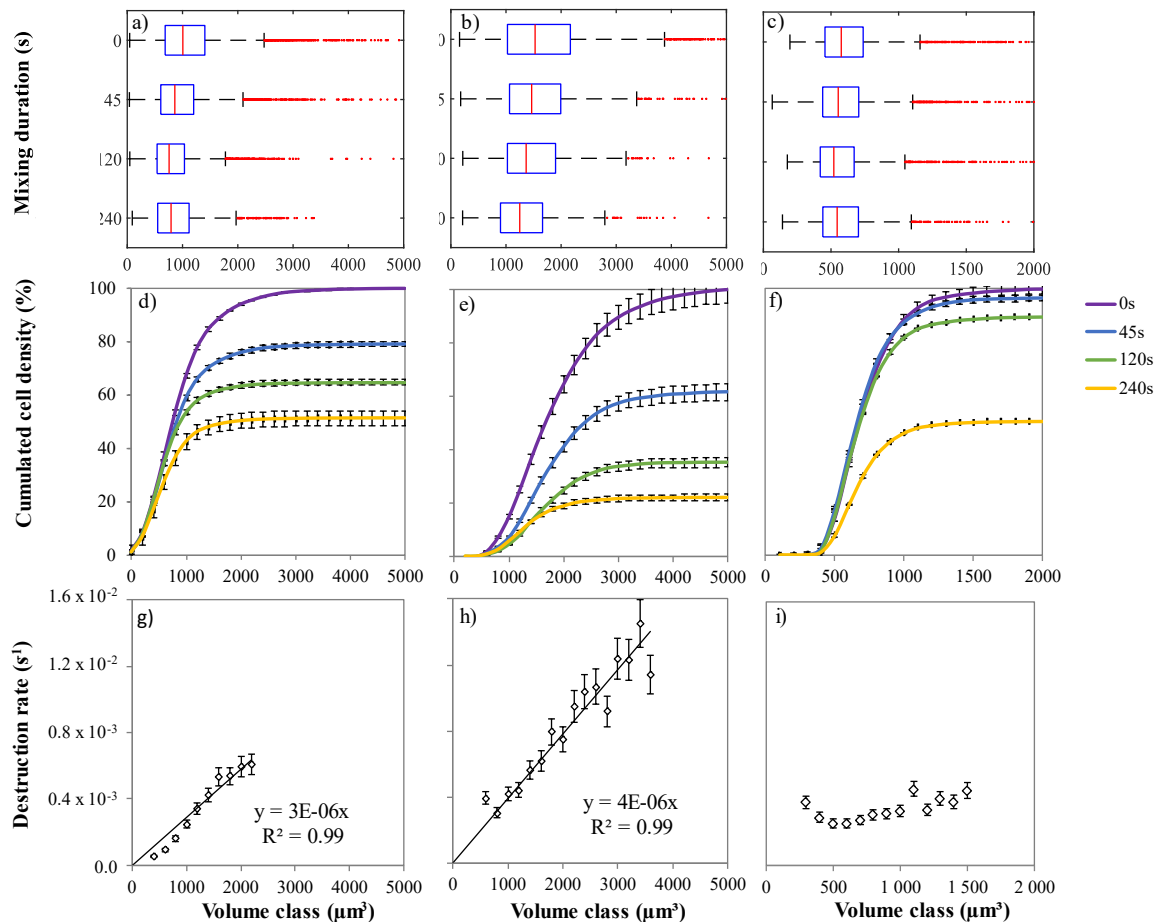 a)
b)
c)
Mixing duration (s)
0
45
120
240
0
5
0
0
0 1000 2000 3000 4000 5000
0 1000 2000 3000 4000 5000
0 500 1000 1500 2000
d)
e)
f)
Cumulated cell density (%)
100
80
60
40
20
0
0 1000 2000 3000 4000 5000
0 1000 2000 3000 4000 5000
0 500 1000 1500 2000
0s
45s
120s
240s
g)
h)
i)
Destruction rate (s⁻¹)
1.6 x 10⁻²
1.2 x 10⁻²
0.8 x 10⁻³
0.4 x 10⁻³
0.0
y = 3E-06x
R² = 0.99
y = 4E-06x
R² = 0.99
0 1000 2000 3000 4000 5000
0 1000 2000 3000 4000 5000
0 500 1000 1500 2 000
Volume class (µm³)
Volume class (µm³)
Volume class (µm³)